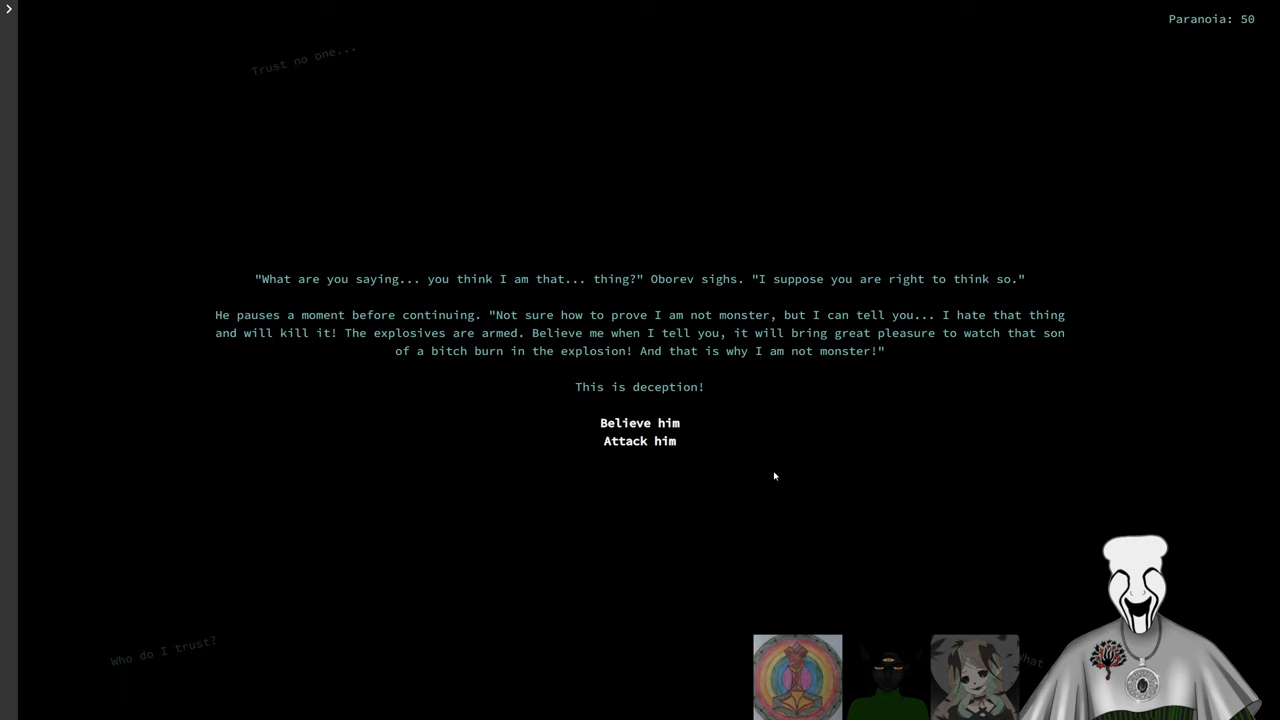 Paranoia: 50
Trust no one...
"What are you saying... you think I am that... thing?" Oborev sighs. "I suppose you are right to think so."
He pauses a moment before continuing. "Not sure how to prove I am not monster, but I can tell you... I hate that thing
and will kill it! The explosives are armed. Believe me when I tell you, it will bring great pleasure to watch that son
of a bitch burn in the explosion! And that is why I am not monster!"
This is deception!
Believe him
Attack him
Who do I trust?
What